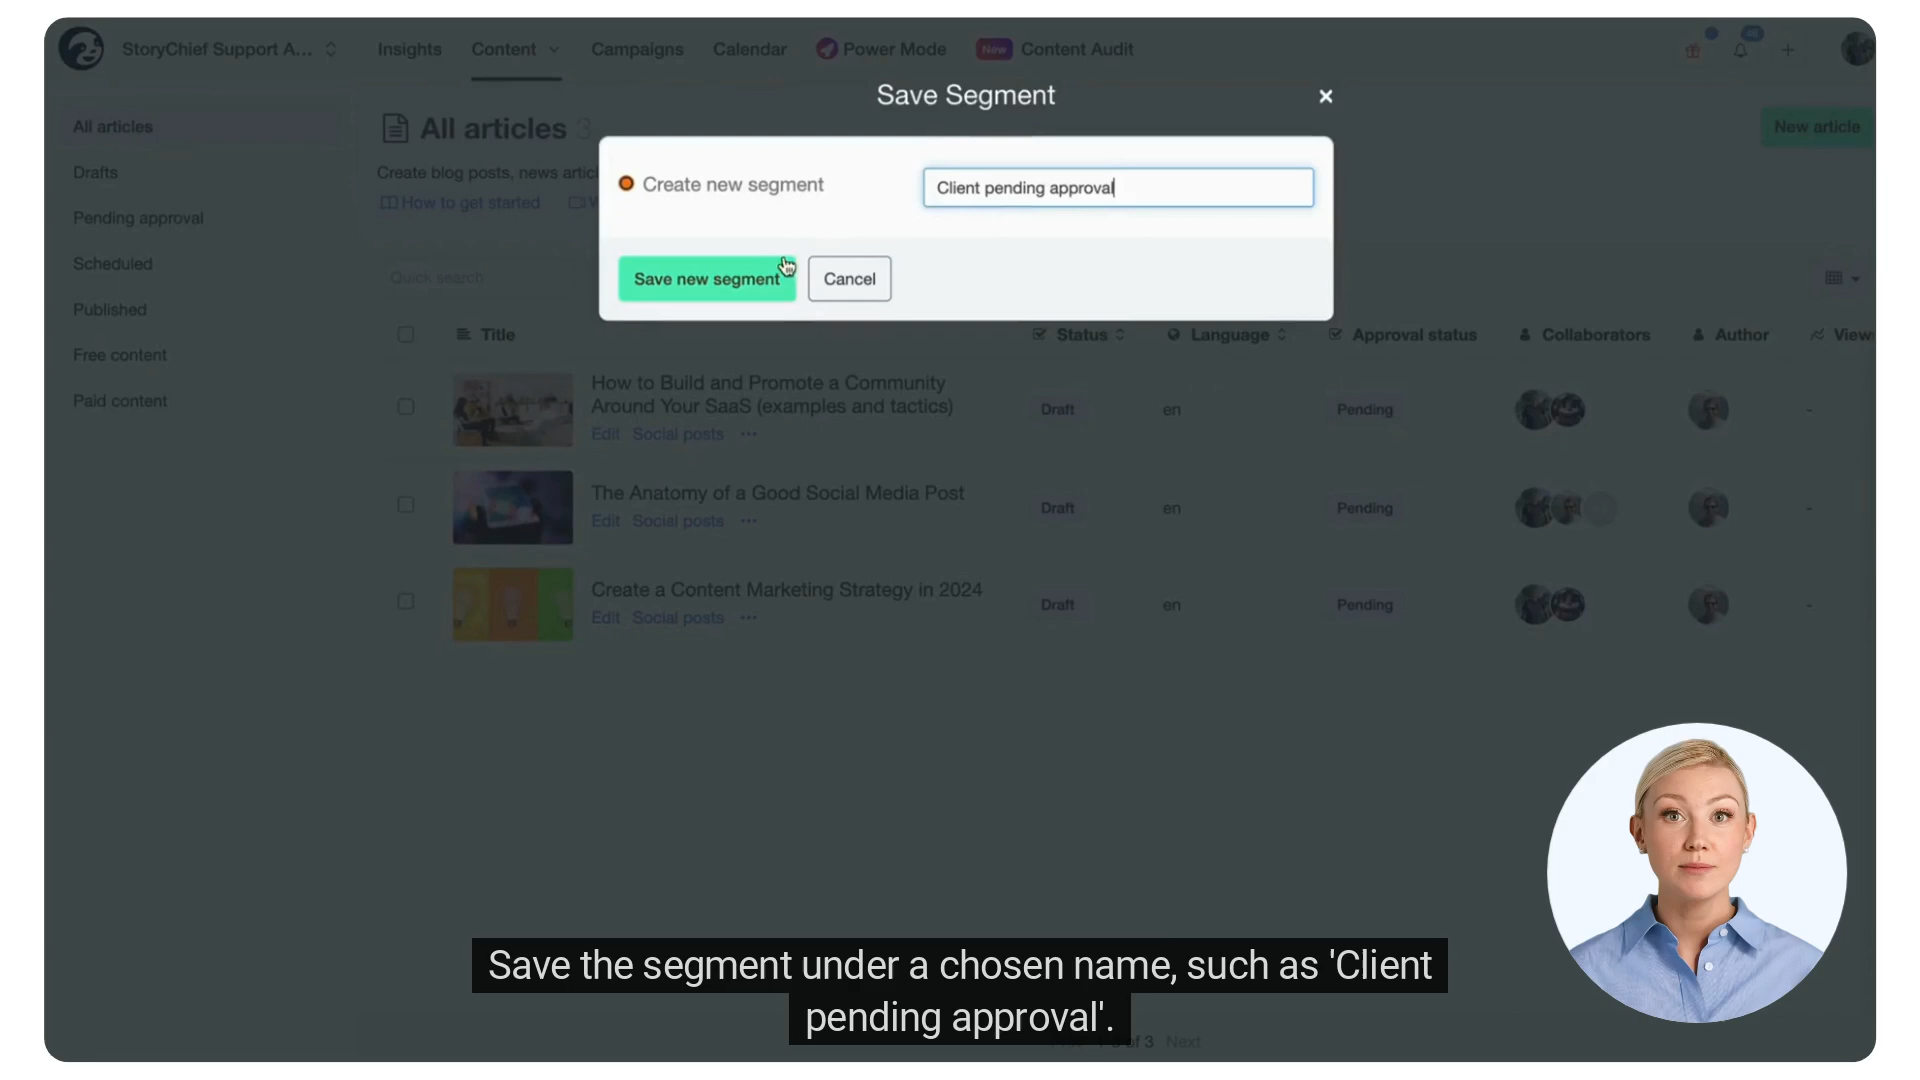 StoryChief Support A...
Insights
Content
Campaigns
Calendar
Power Mode
New
Content Audit
Save Segment
All articles
Drafts
Pending approval
Scheduled
Published
Free content
Paid content
All articles 3
New article
Create blog posts, news artic
How to get started
Create new segment
Client pending approval
Save new segment
Cancel
Quick search
Title
Status
Language
Approval status
Collaborators
Author
View
How to Build and Promote a Community
Around Your SaaS (examples and tactics)
Edit Social posts ...
Draft
en
Pending
-
The Anatomy of a Good Social Media Post
Edit Social posts ...
Draft
en
Pending
-
Create a Content Marketing Strategy in 2024
Edit Social posts ...
Draft
en
Pending
-
Save the segment under a chosen name, such as 'Client
pending approval'.
of 3 Next